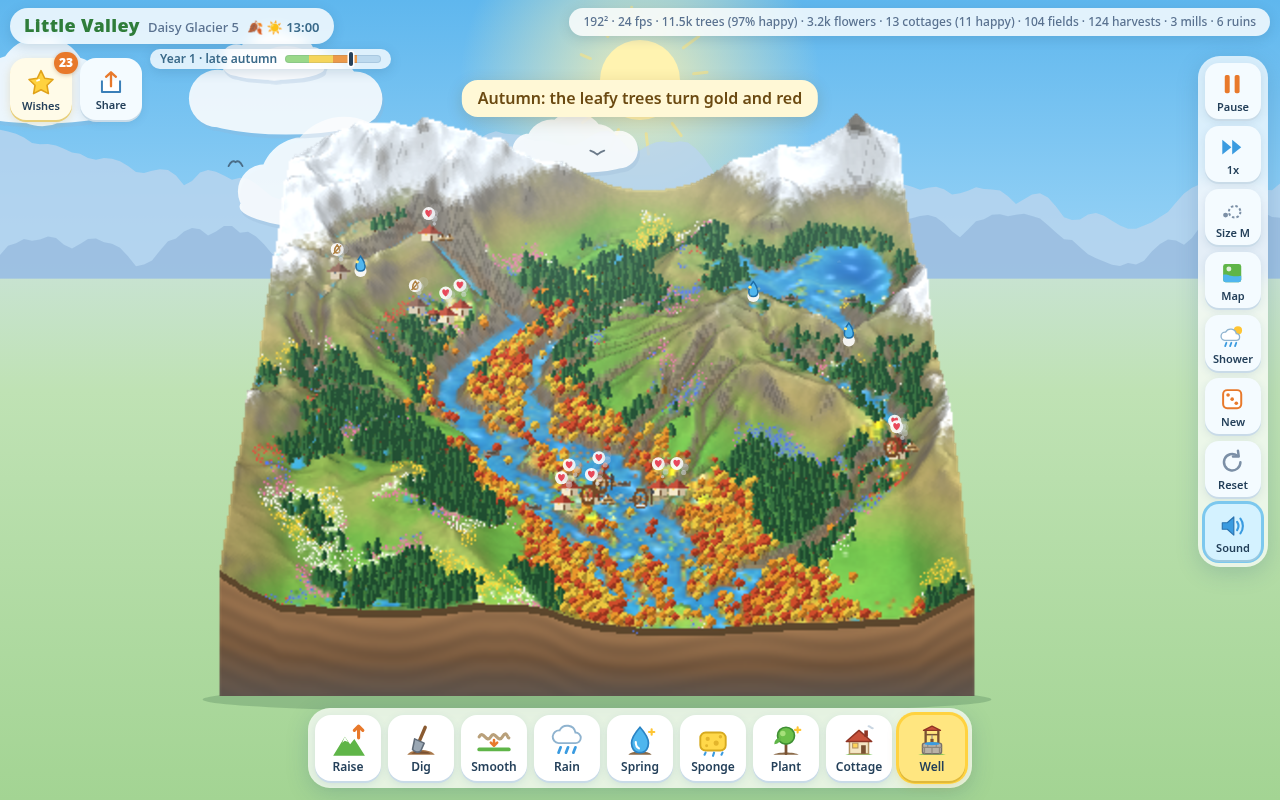 Little Valley Daisy Glacier 5 13:00
192² · 24 fps · 11.5k trees (97% happy) · 3.2k flowers · 13 cottages (11 happy) · 104 fields · 124 harvests · 3 mills · 6 ruins
Year 1 · late autumn
23
Wishes
Share
Autumn: the leafy trees turn gold and red
Pause
1x
Size M
Map
Shower
New
Reset
Sound
Raise
Dig
Smooth
Rain
Spring
Sponge
Plant
Cottage
Well